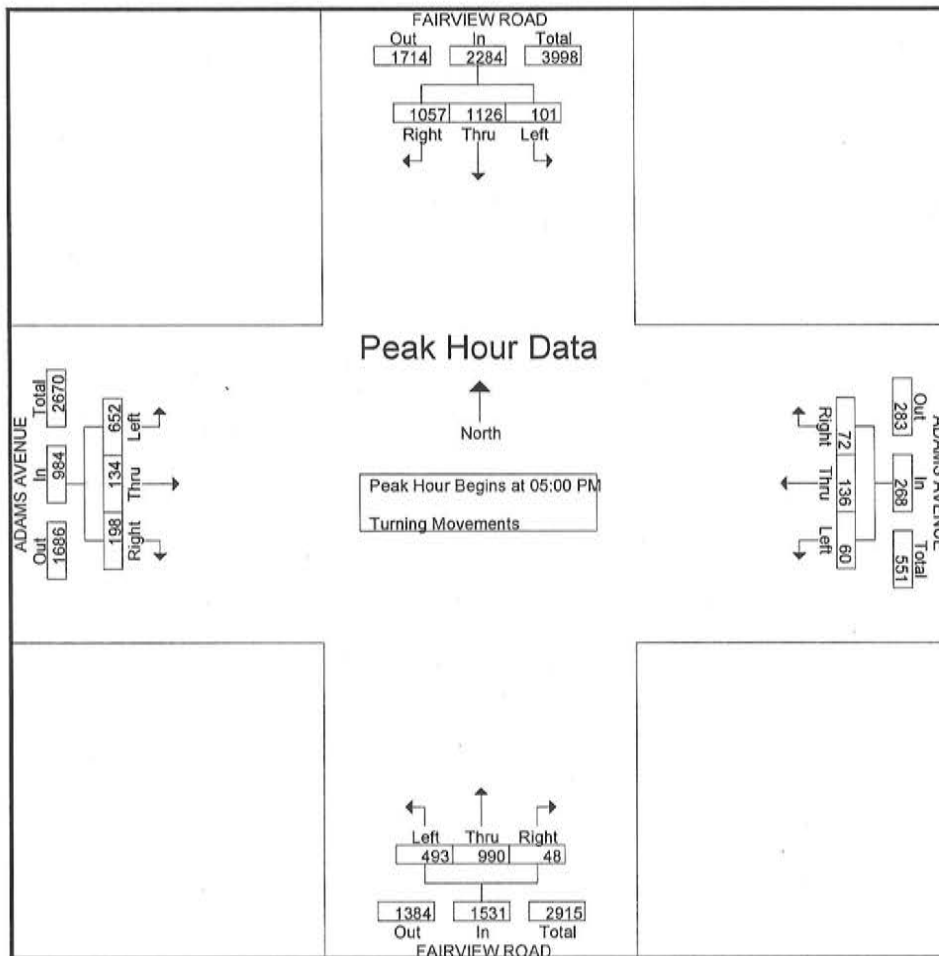 FAIRVIEW ROAD
Out In Total
1714 2284 3998
1057 1126 101
Right Thru Left
Peak Hour Data
North
Peak Hour Begins at 05:00 PM
Turning Movements
ADAMS AVENUE
Out In Total
1686 984 2670
198 134 652
Right Thru Left
Right Thru Left
72 136 60
283 268 551
Out In Total
ADAMS AVENUE
Left Thru Right
493 990 48
1384 1531 2915
Out In Total
FAIRVIEW ROAD